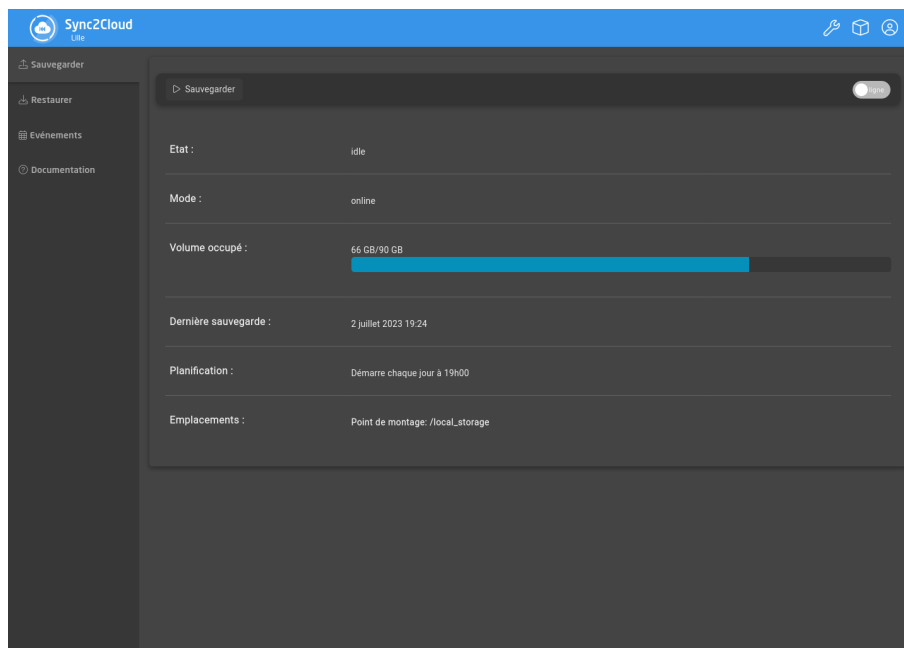 Sync2Cloud
Lille
Sauvegarder
Restaurer
Evénements
Documentation
Sauvegarder
ligne
Etat :
idle
Mode :
online
Volume occupé :
66 GB/90 GB
Dernière sauvegarde :
2 juillet 2023 19:24
Planification :
Démarre chaque jour à 19h00
Emplacements :
Point de montage: /local_storage